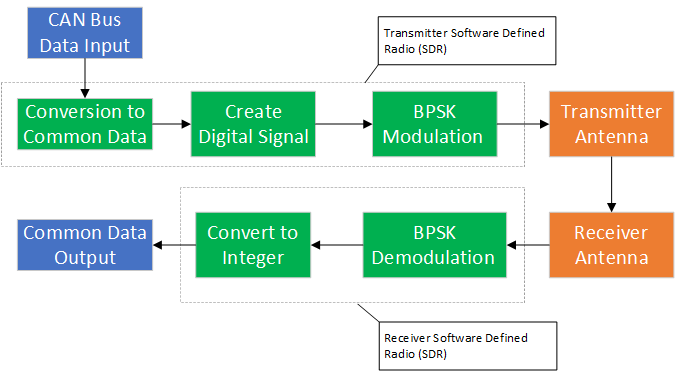 CAN Bus
Data Input
Transmitter Software Defined
Radio (SDR)
Conversion to
Common Data
Create
Digital Signal
BPSK
Modulation
Transmitter
Antenna
Common Data
Output
Convert to
Integer
BPSK
Demodulation
Receiver
Antenna
Receiver Software Defined
Radio (SDR)